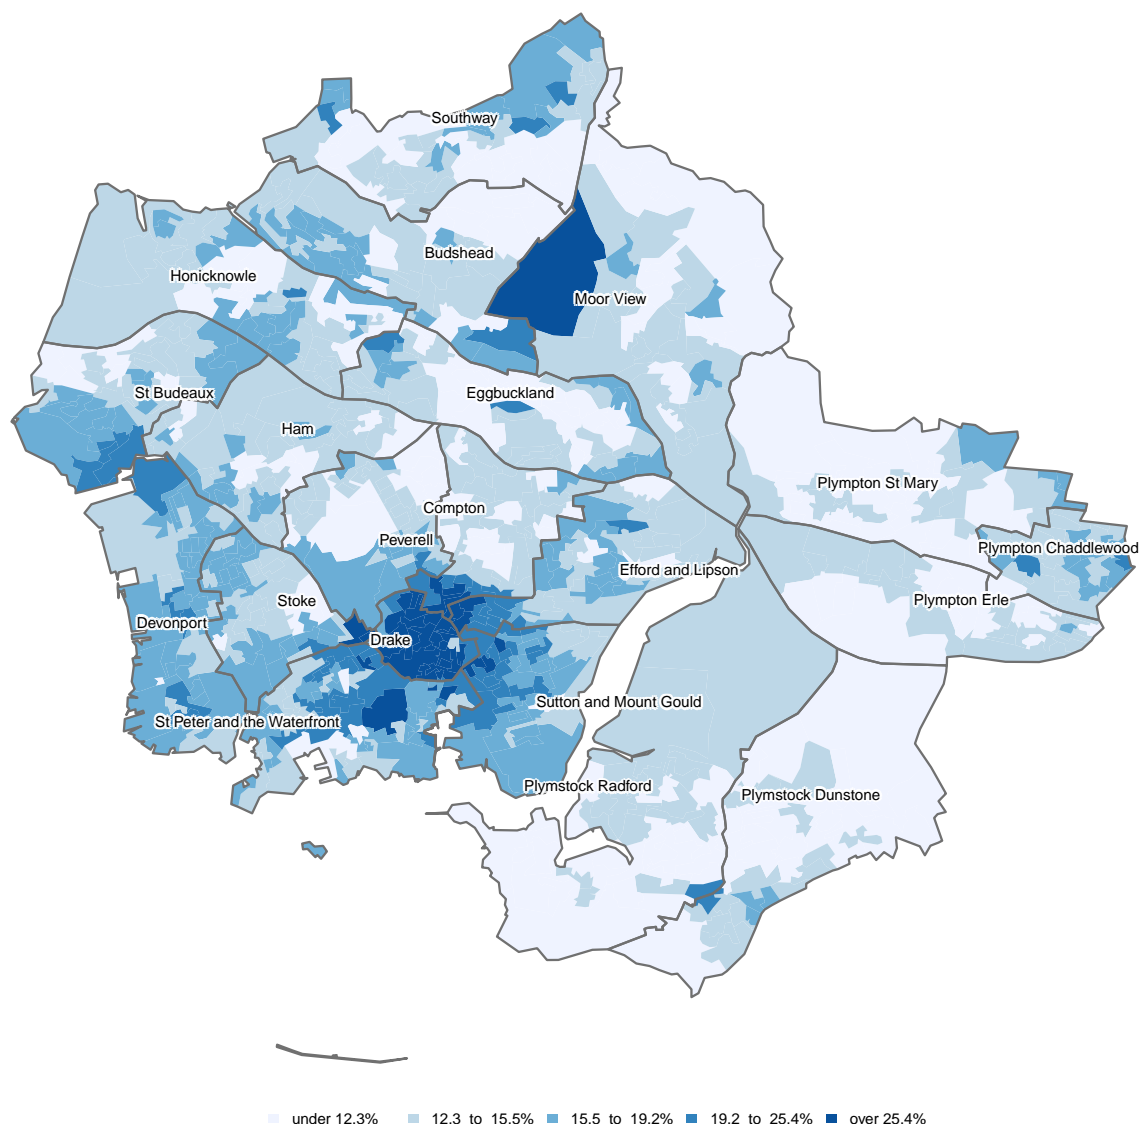 Southway
Budshead
Honicknowle
Moor View
St Budeaux
Eggbuckland
Ham
Plympton St Mary
Compton
Peverell
Plympton Chaddlewood
Efford and Lipson
Stoke
Plympton Erle
Devonport
Drake
Sutton and Mount Gould
St Peter and the Waterfront
Plymstock Radford
Plymstock Dunstone
under 12.3% 12.3 to 15.5% 15.5 to 19.2% 19.2 to 25.4% over 25.4%